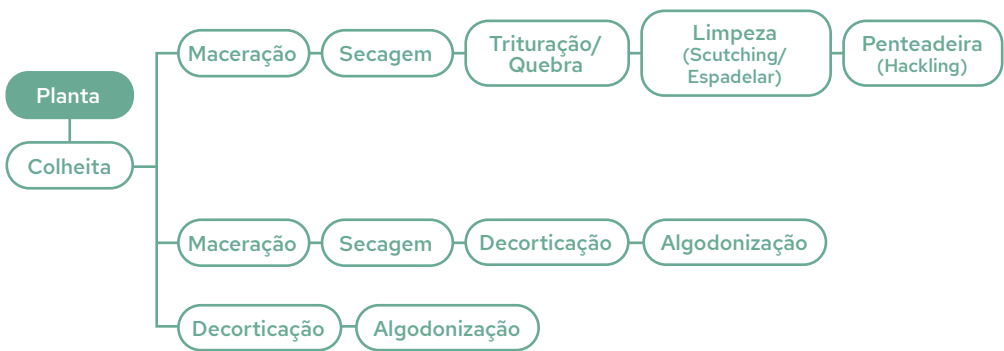 Planta
Colheita
Maceração
Secagem
Trituração/
Quebra
Limpeza
(Scutching/
Espadelar)
Penteadeira
(Hackling)
Maceração
Secagem
Decorticação
Algodonização
Decorticação
Algodonização